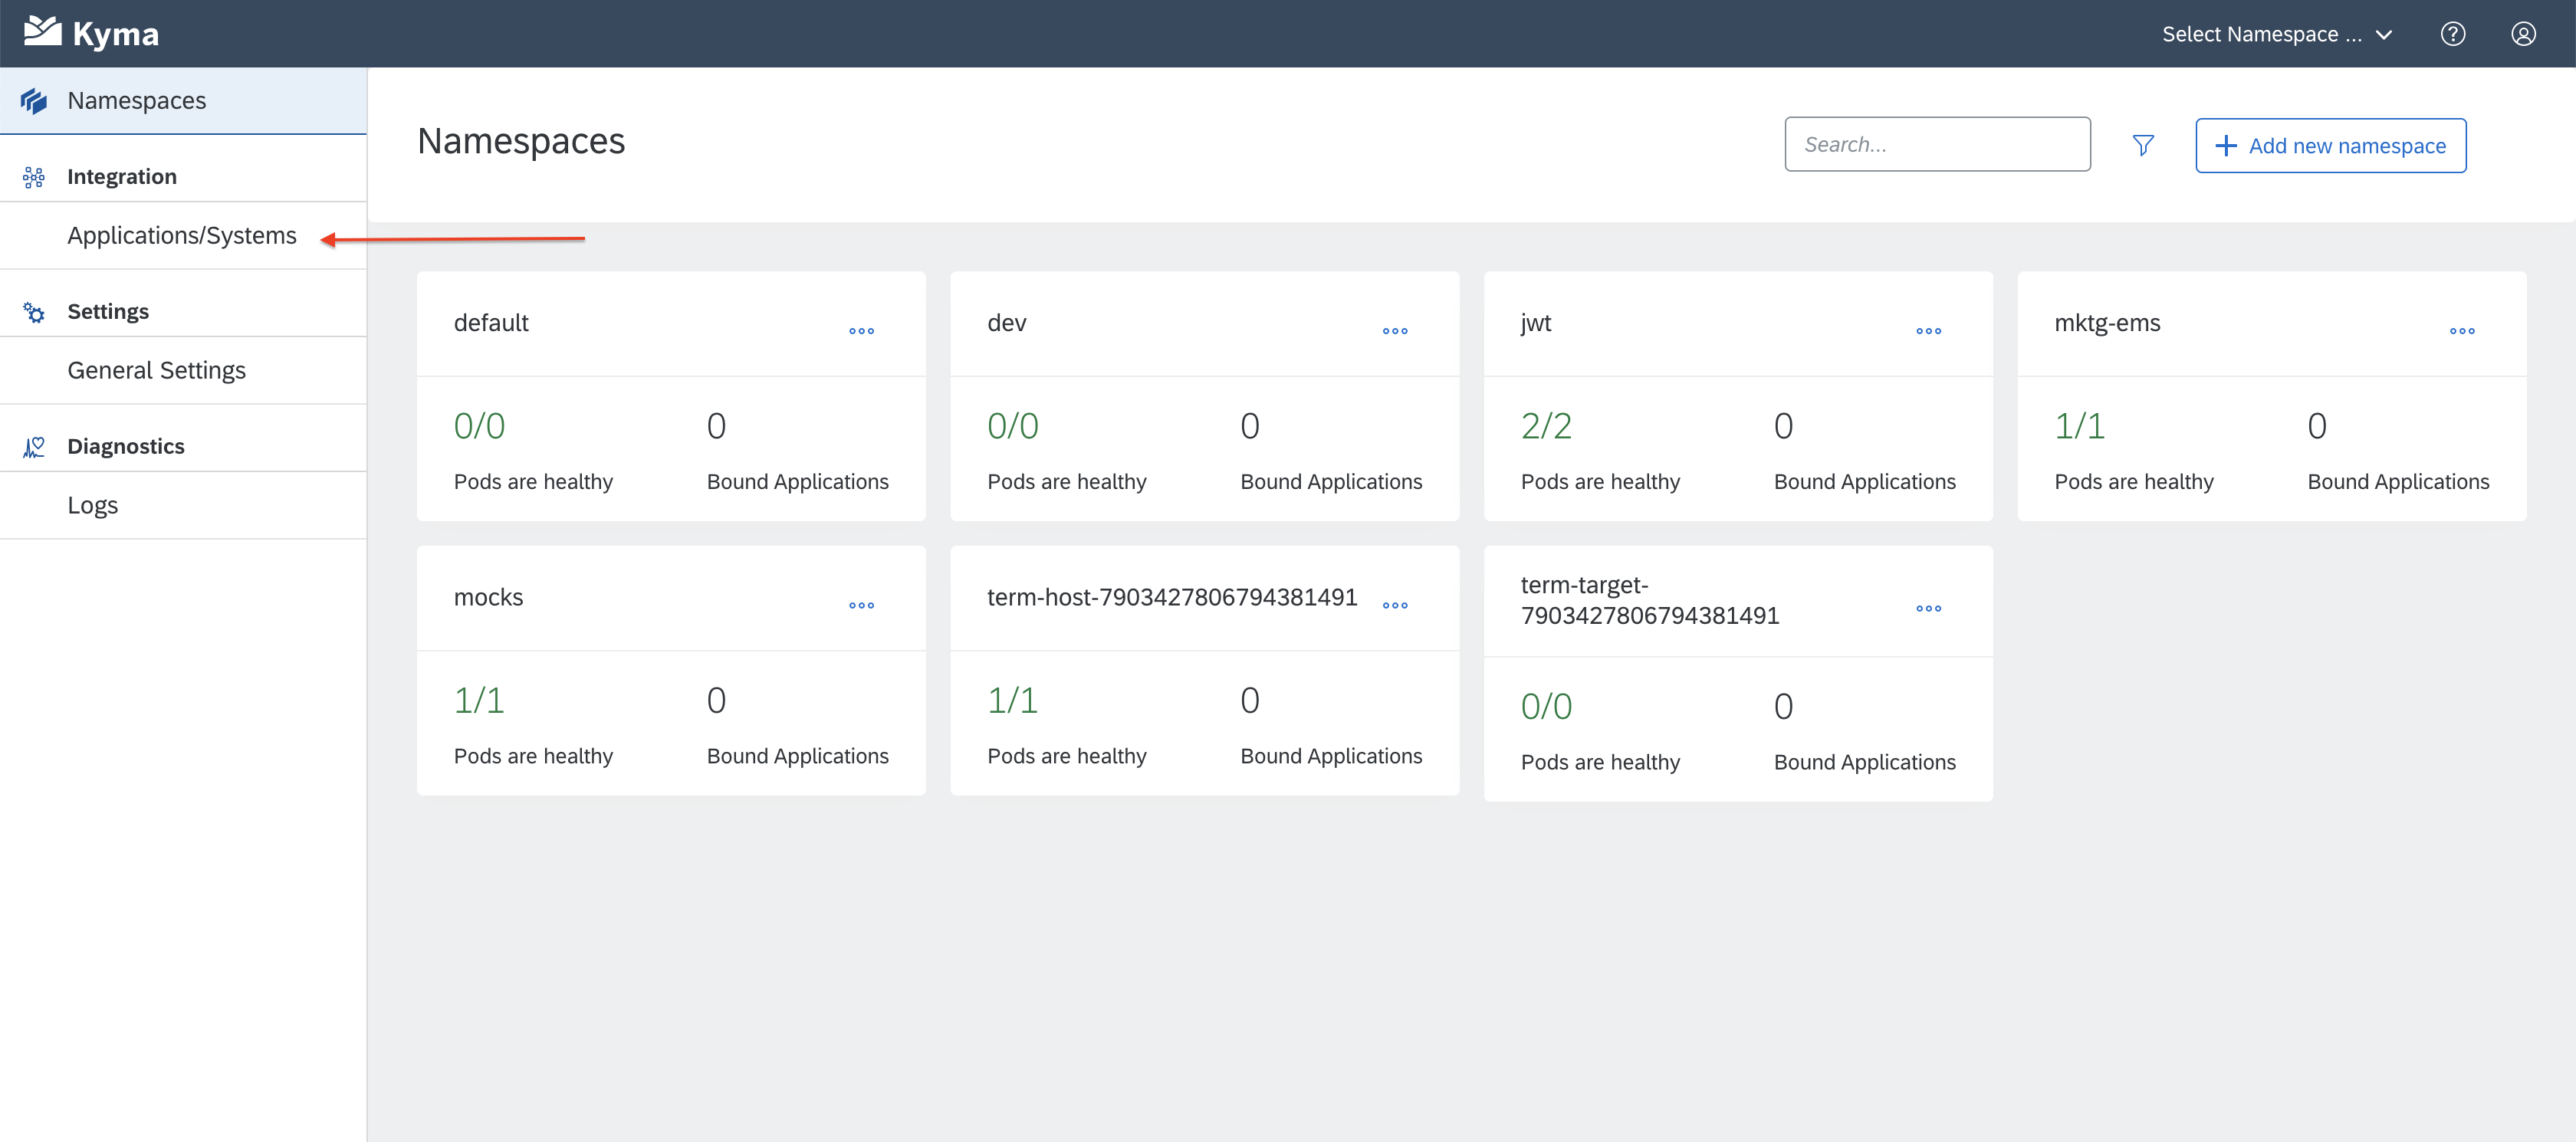 Kyma
Select Namespace ...
Namespaces
Integration
Applications/Systems
Settings
General Settings
Diagnostics
Logs
Namespaces
Search...
Add new namespace
default
0/0 0
Pods are healthy Bound Applications
dev
0/0 0
Pods are healthy Bound Applications
jwt
2/2 0
Pods are healthy Bound Applications
mktg-ems
1/1 0
Pods are healthy Bound Applications
mocks
1/1 0
Pods are healthy Bound Applications
term-host-7903427806794381491
1/1 0
Pods are healthy Bound Applications
term-target-
7903427806794381491
0/0 0
Pods are healthy Bound Applications